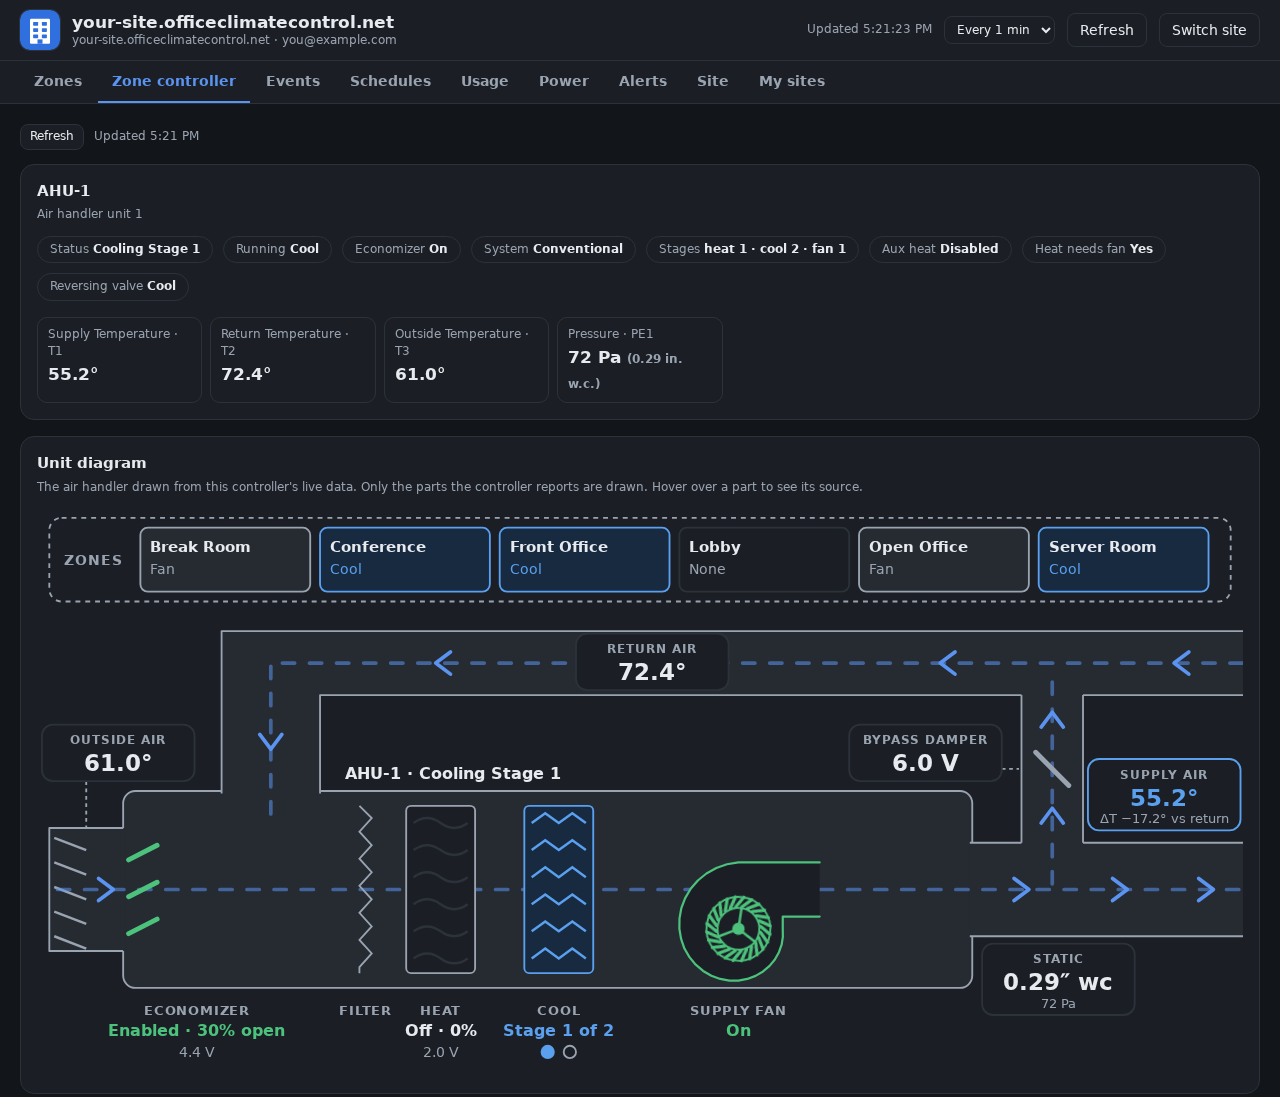 your-site.officeclimatecontrol.net
your-site.officeclimatecontrol.net · you@example.com
Updated 5:21:23 PM
Every 1 min
Refresh
Switch site
Zones
Zone controller
Events
Schedules
Usage
Power
Alerts
Site
My sites
Refresh
Updated 5:21 PM
AHU-1
Air handler unit 1
Status Cooling Stage 1
Running Cool
Economizer On
System Conventional
Stages heat 1 · cool 2 · fan 1
Aux heat Disabled
Heat needs fan Yes
Reversing valve Cool
Supply Temperature ·
T1
55.2°
Return Temperature ·
T2
72.4°
Outside Temperature ·
T3
61.0°
Pressure · PE1
72 Pa (0.29 in.
w.c.)
Unit diagram
The air handler drawn from this controller's live data. Only the parts the controller reports are drawn. Hover over a part to see its source.
ZONES
Break Room
Fan
Conference
Cool
Front Office
Cool
Lobby
None
Open Office
Fan
Server Room
Cool
RETURN AIR
72.4°
OUTSIDE AIR
61.0°
AHU-1 · Cooling Stage 1
BYPASS DAMPER
6.0 V
SUPPLY AIR
55.2°
ΔT −17.2° vs return
STATIC
0.29″ wc
72 Pa
ECONOMIZER
Enabled · 30% open
4.4 V
FILTER
HEAT
Off · 0%
2.0 V
COOL
Stage 1 of 2
SUPPLY FAN
On